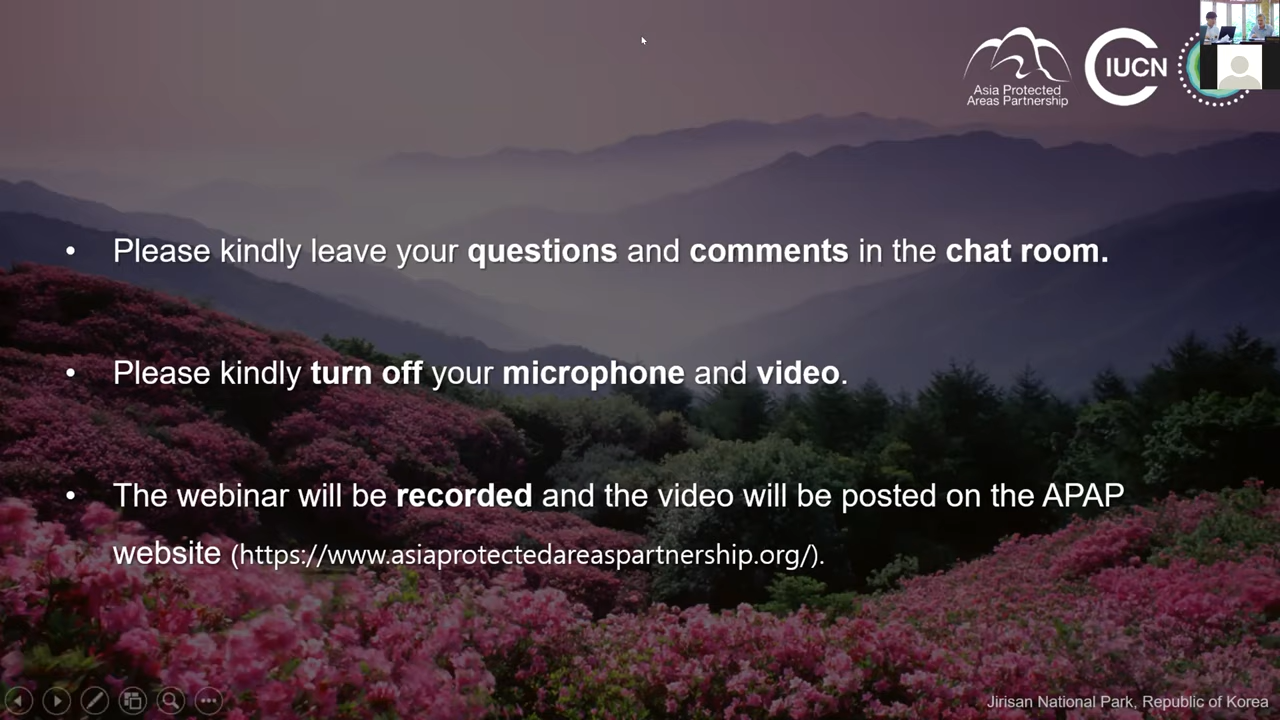 Asia Protected
Areas Partnership
IUCN
• Please kindly leave your questions and comments in the chat room.
• Please kindly turn off your microphone and video.
• The webinar will be recorded and the video will be posted on the APAP
website (https://www.asiaprotectedareaspartnership.org/).
Jirisan National Park, Republic of Korea